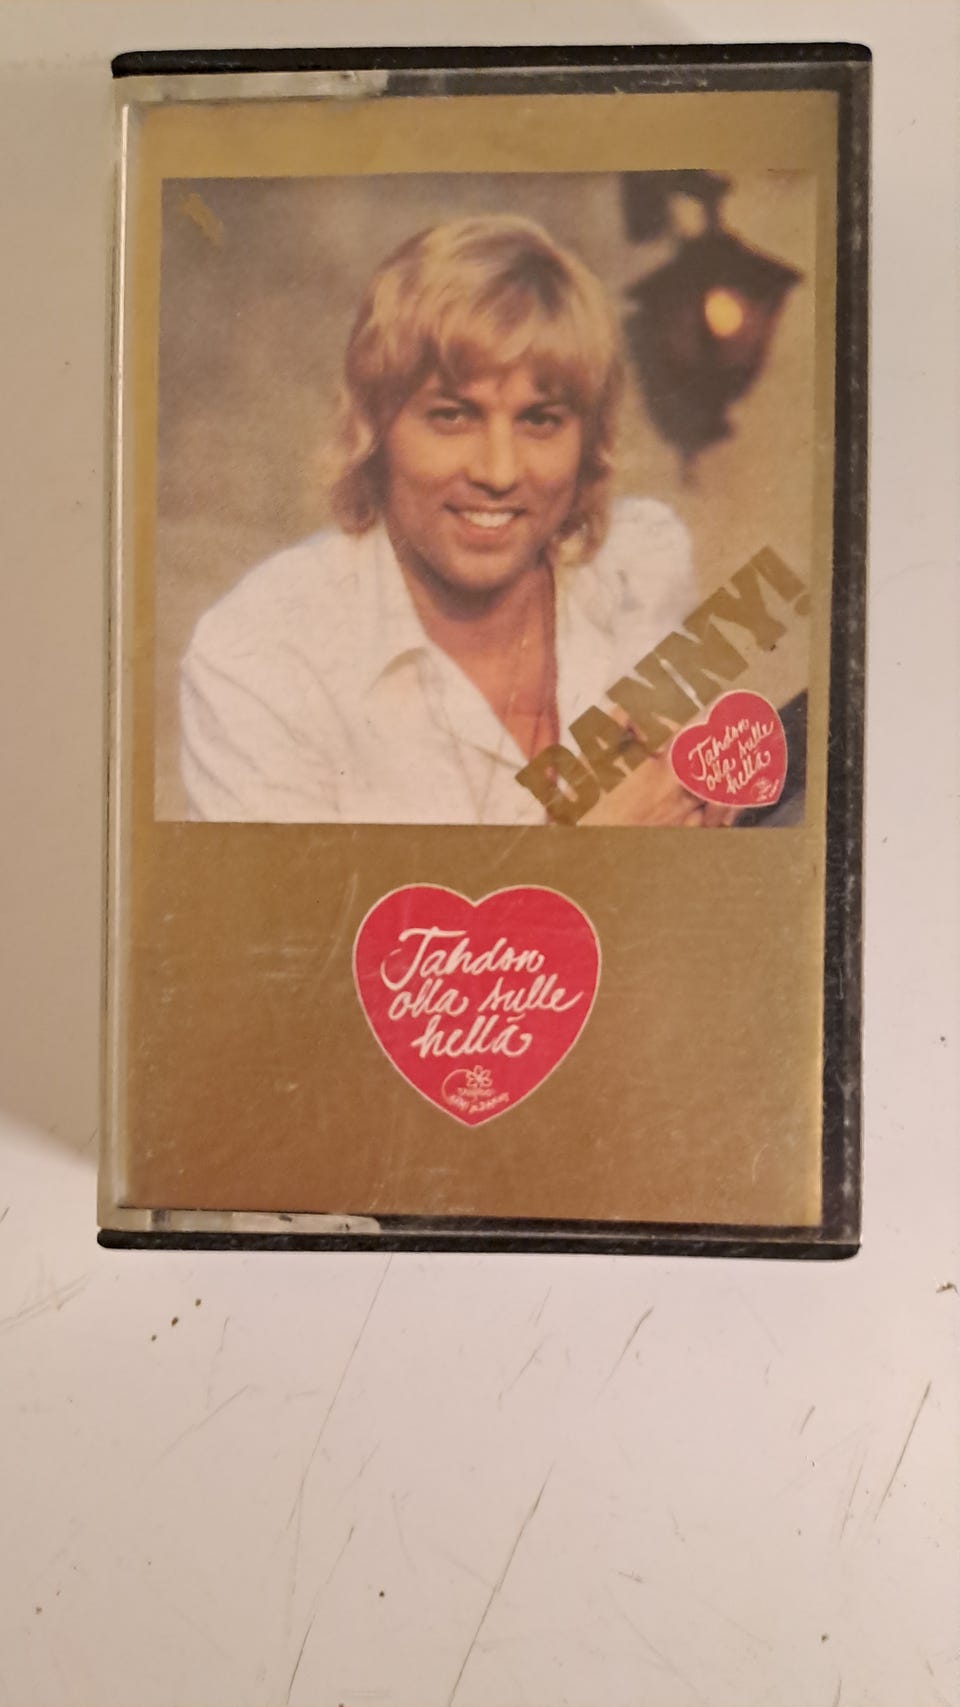 DANNY!
Tahdon
olla sulle
hellä
Tahdon
olla sulle
hellä